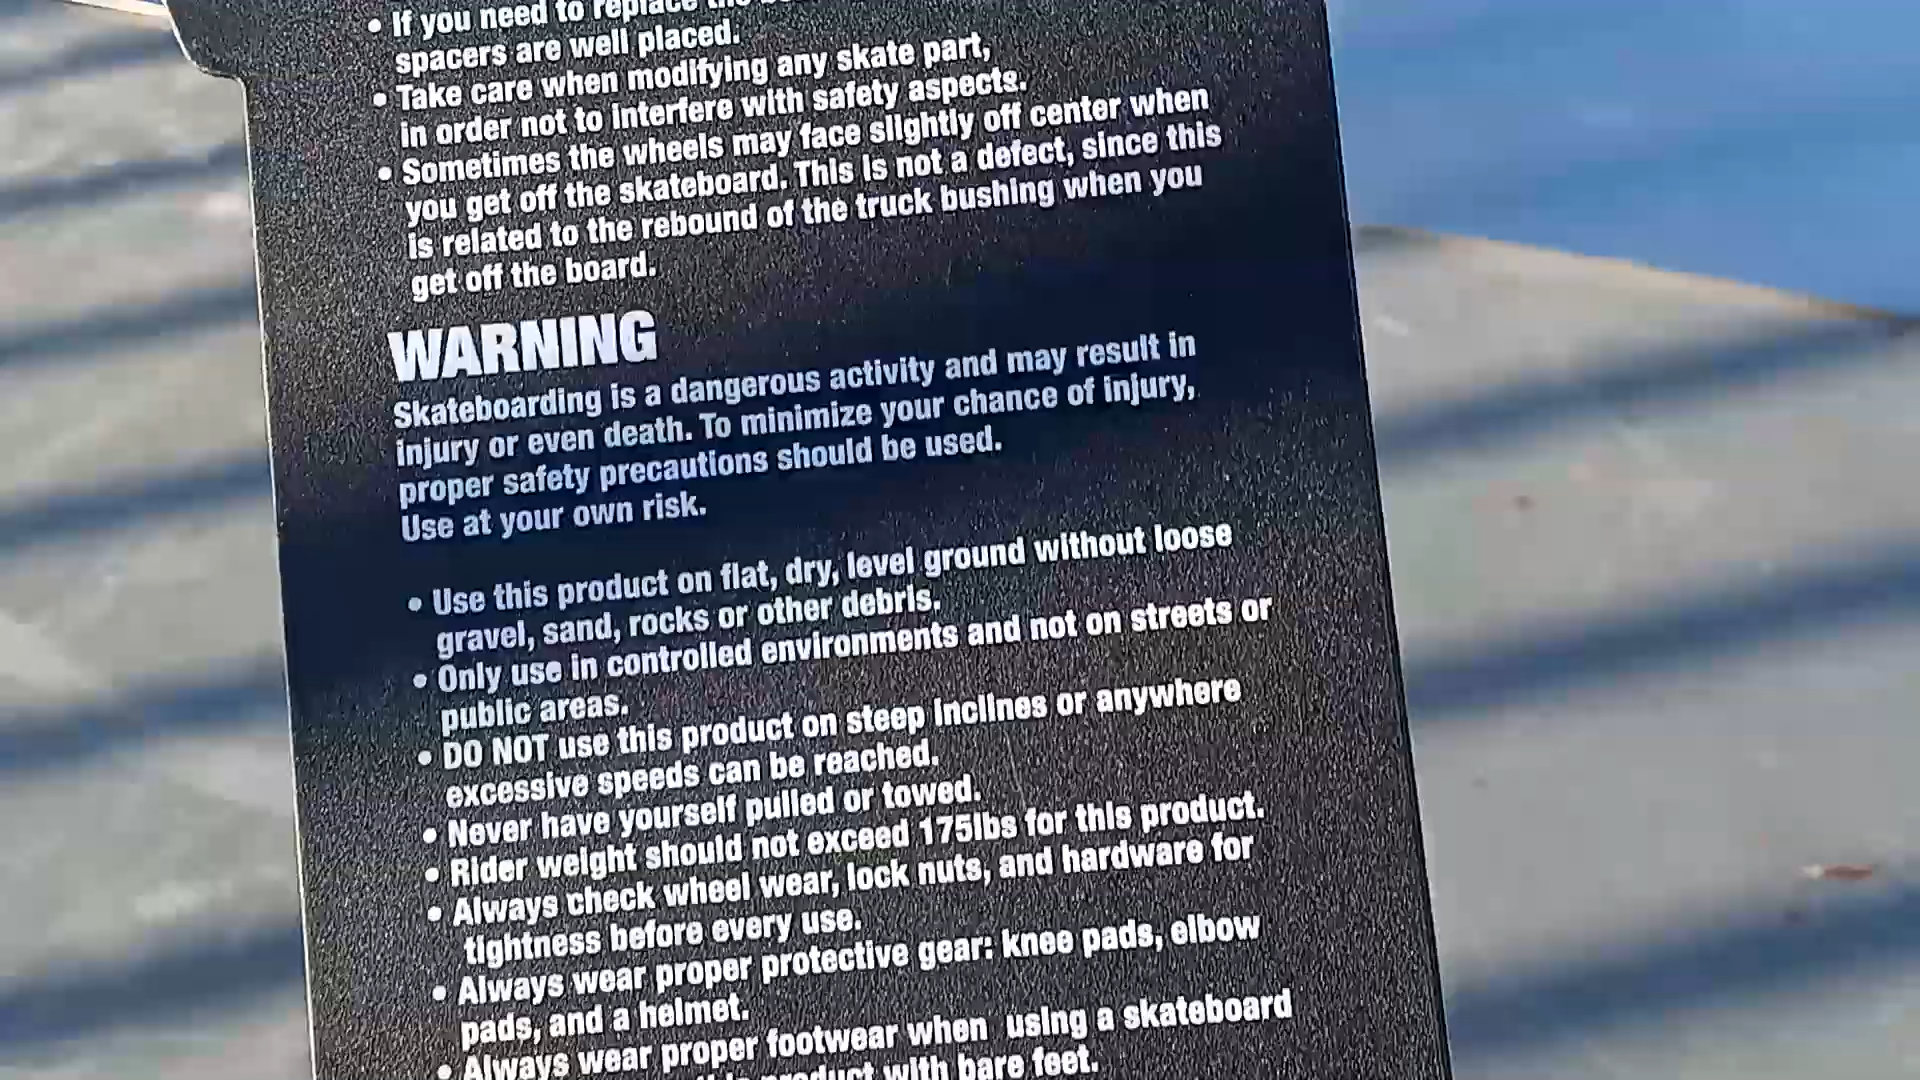 • If you need to replace the
spacers are well placed.
• Take care when modifying any skate part,
in order not to interfere with safety aspects.
• Sometimes the wheels may face slightly off center when
you get off the skateboard. This is not a defect, since this
is related to the rebound of the truck bushing when you
get off the board.
WARNING
Skateboarding is a dangerous activity and may result in
injury or even death. To minimize your chance of injury,
proper safety precautions should be used.
Use at your own risk.
• Use this product on flat, dry, level ground without loose
gravel, sand, rocks or other debris.
• Only use in controlled environments and not on streets or
public areas.
• DO NOT use this product on steep inclines or anywhere
excessive speeds can be reached.
• Never have yourself pulled or towed.
• Rider weight should not exceed 175lbs for this product.
• Always check wheel wear, lock nuts, and hardware for
tightness before every use.
• Always wear proper protective gear: knee pads, elbow
pads, and a helmet.
• Always wear proper footwear when using a skateboard
this product with bare feet.